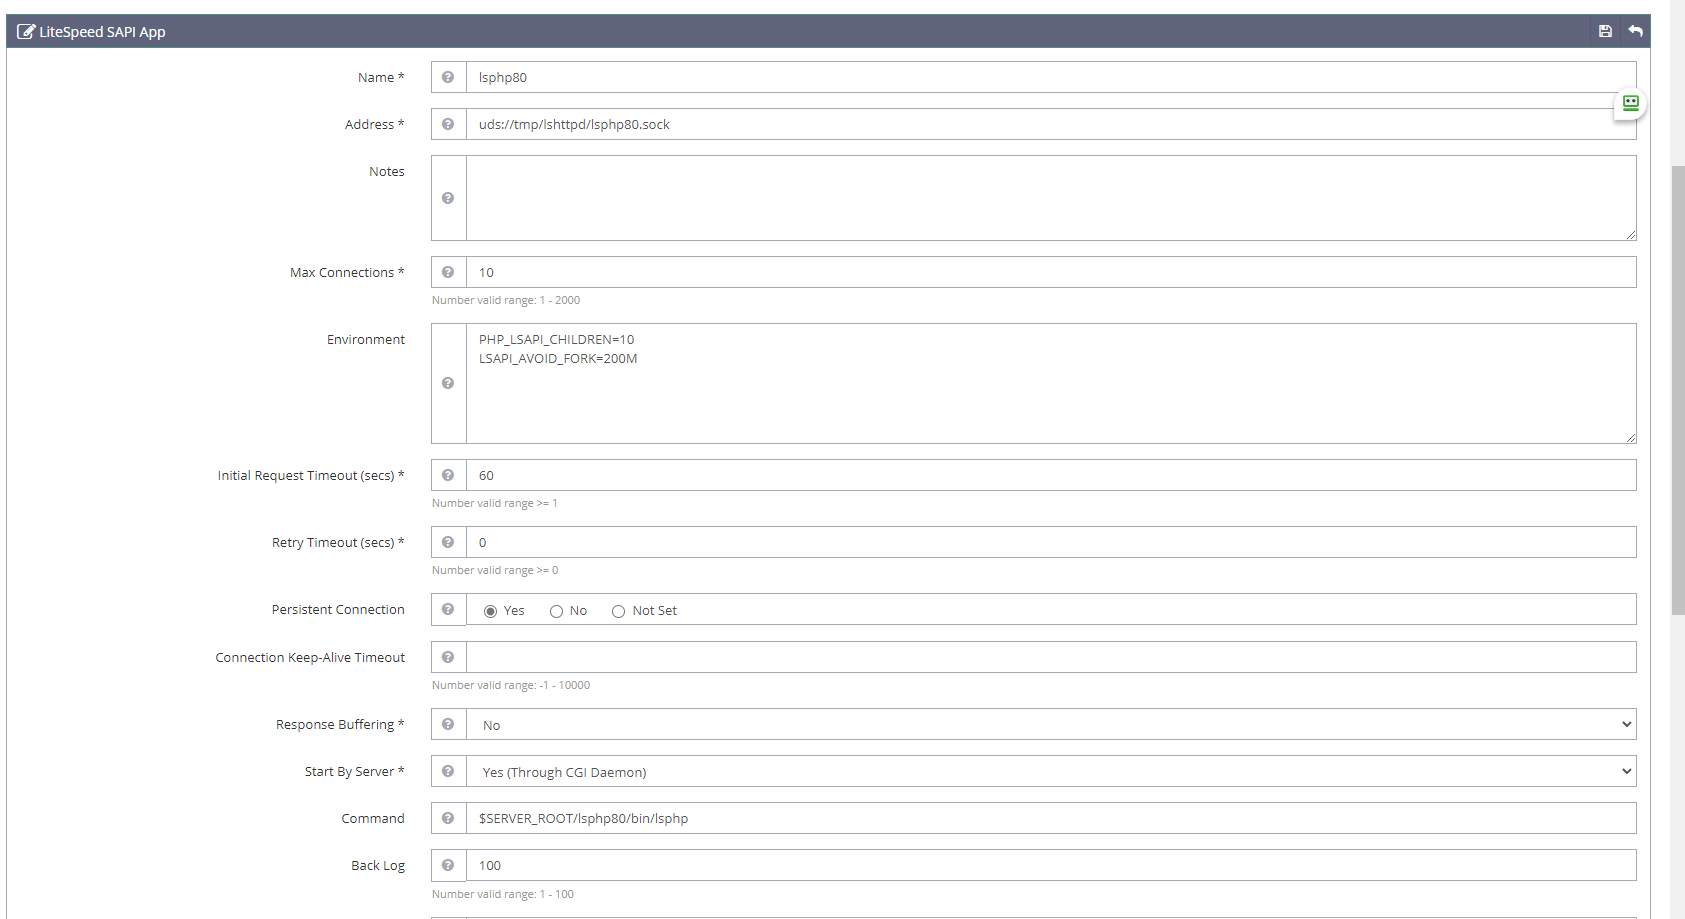 LiteSpeed SAPI App
Name *
lsphp80
Address *
uds://tmp/lshttpd/lsphp80.sock
Notes
Max Connections *
10
Number valid range: 1 - 2000
Environment
PHP_LSAPI_CHILDREN=10
LSAPI_AVOID_FORK=200M
Initial Request Timeout (secs) *
60
Number valid range >= 1
Retry Timeout (secs) *
0
Number valid range >= 0
Persistent Connection
Yes No Not Set
Connection Keep-Alive Timeout
Number valid range: -1 - 10000
Response Buffering *
No
Start By Server *
Yes (Through CGI Daemon)
Command
$SERVER_ROOT/lsphp80/bin/lsphp
Back Log
100
Number valid range: 1 - 100